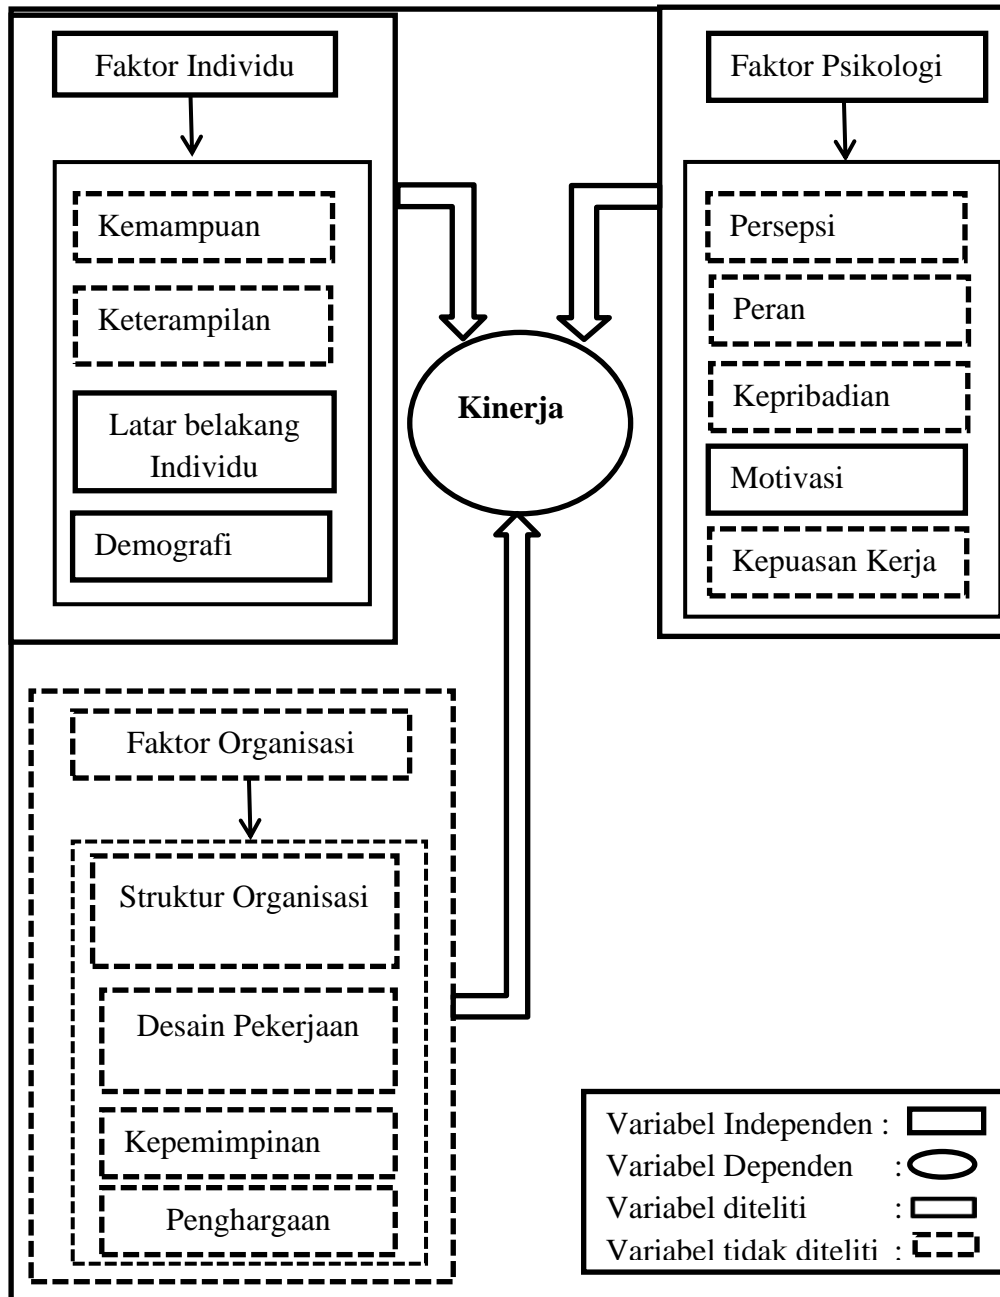 Faktor Individu
Kemampuan
Keterampilan
Latar belakang
Individu
Demografi
Faktor Psikologi
Persepsi
Peran
Kepribadian
Motivasi
Kepuasan Kerja
Kinerja
Faktor Organisasi
Struktur Organisasi
Desain Pekerjaan
Kepemimpinan
Penghargaan
Variabel Independen :
Variabel Dependen :
Variabel diteliti :
Variabel tidak diteliti :